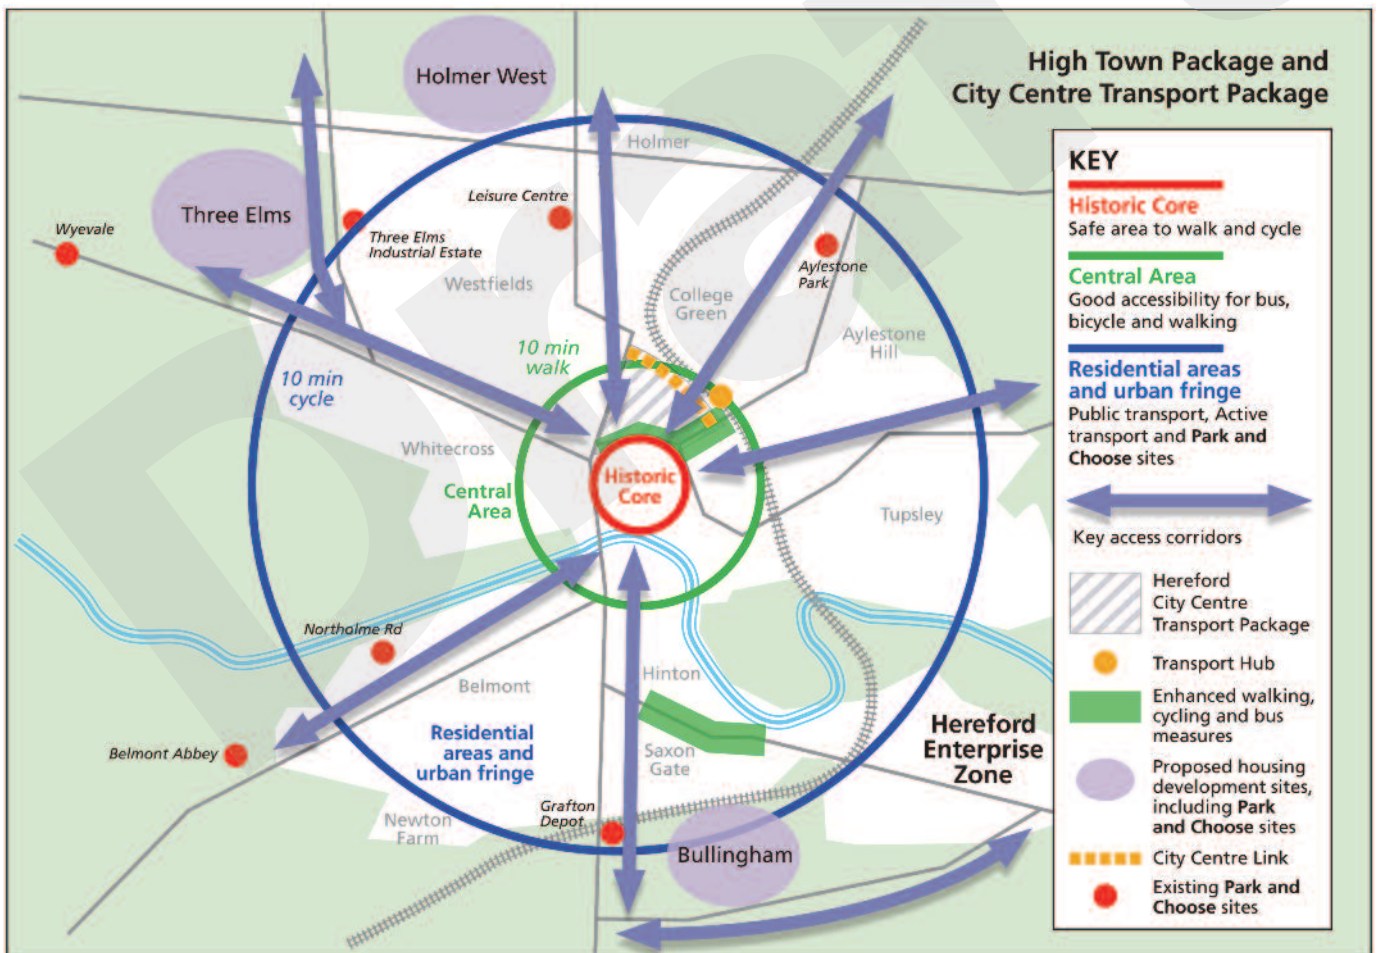 High Town Package and
City Centre Transport Package
Holmer West
Holmer
Three Elms
Leisure Centre
Wyevale
Three Elms
Industrial Estate
Westfields
College
Green
Aylestone
Park
Aylestone
Hill
10 min
walk
10 min
cycle
Whitecross
Central
Area
Historic
Core
Tupsley
Northolme Rd
Belmont
Hinton
Belmont Abbey
Residential
areas and
urban fringe
Saxon
Gate
Hereford
Enterprise
Zone
Grafton
Depot
Newton
Farm
Bullingham
KEY
Historic Core
Safe area to walk and cycle
Central Area
Good accessibility for bus,
bicycle and walking
Residential areas
and urban fringe
Public transport, Active
transport and Park and
Choose sites
Key access corridors
Hereford
City Centre
Transport Package
Transport Hub
Enhanced walking,
cycling and bus
measures
Proposed housing
development sites,
including Park
and Choose sites
City Centre Link
Existing Park and
Choose sites
Draft